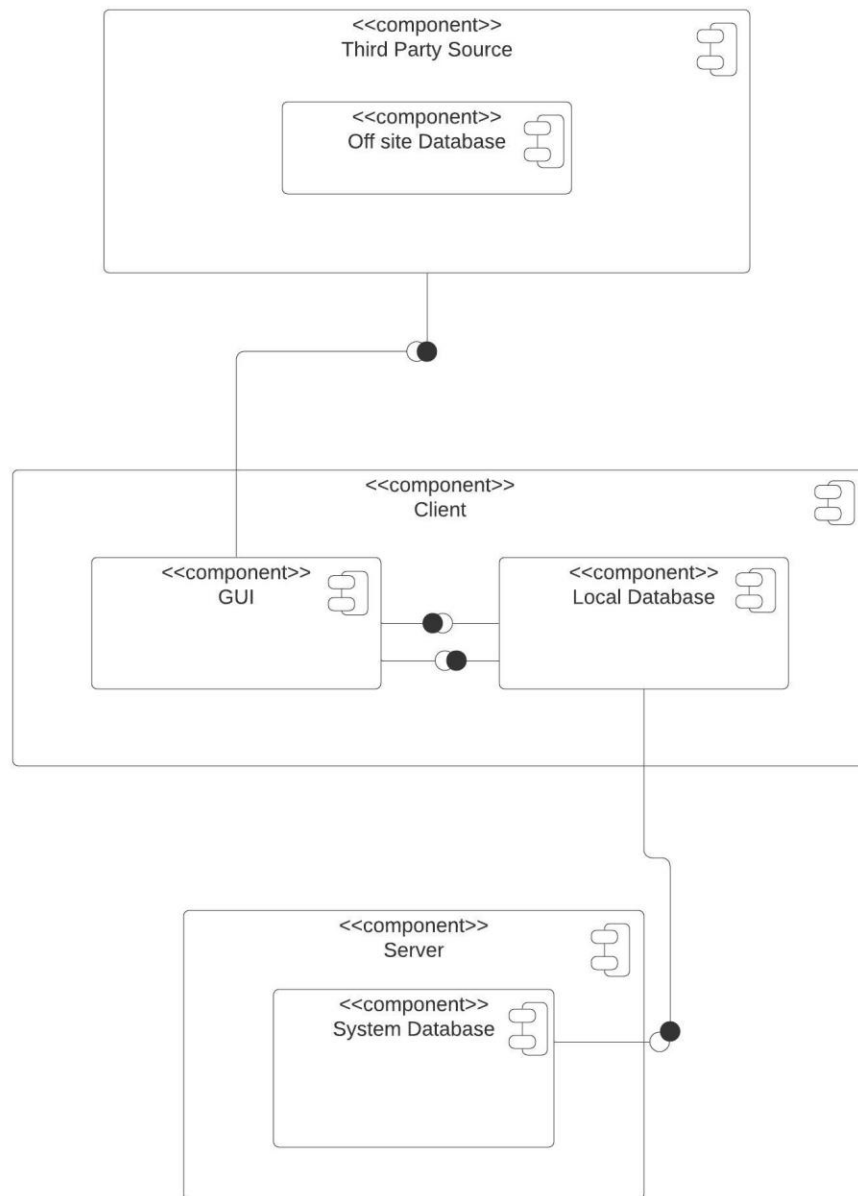 <<component>>
Third Party Source
<<component>>
Off site Database
<<component>>
Client
<<component>>
GUI
<<component>>
Local Database
<<component>>
Server
<<component>>
System Database